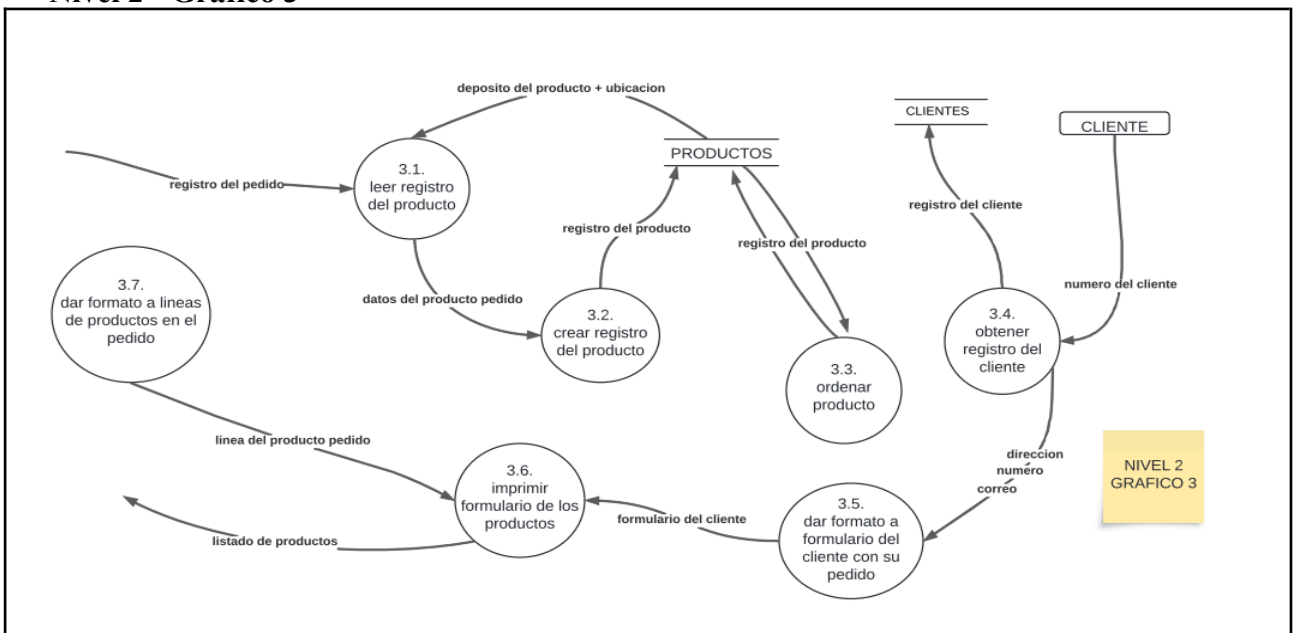 Nivel 2 – Gráfico 3
deposito del producto + ubicacion
CLIENTES
CLIENTE
PRODUCTOS
3.1.
leer registro
del producto
registro del pedido
registro del cliente
registro del producto
registro del producto
3.7.
dar formato a lineas
de productos en el
pedido
datos del producto pedido
3.2.
crear registro
del producto
numero del cliente
3.4.
obtener
registro del
cliente
3.3.
ordenar
producto
linea del producto pedido
direccion
numero
correo
NIVEL 2
GRAFICO 3
3.6.
imprimir
formulario de los
productos
formulario del cliente
3.5.
dar formato a
formulario del
cliente con su
pedido
listado de productos